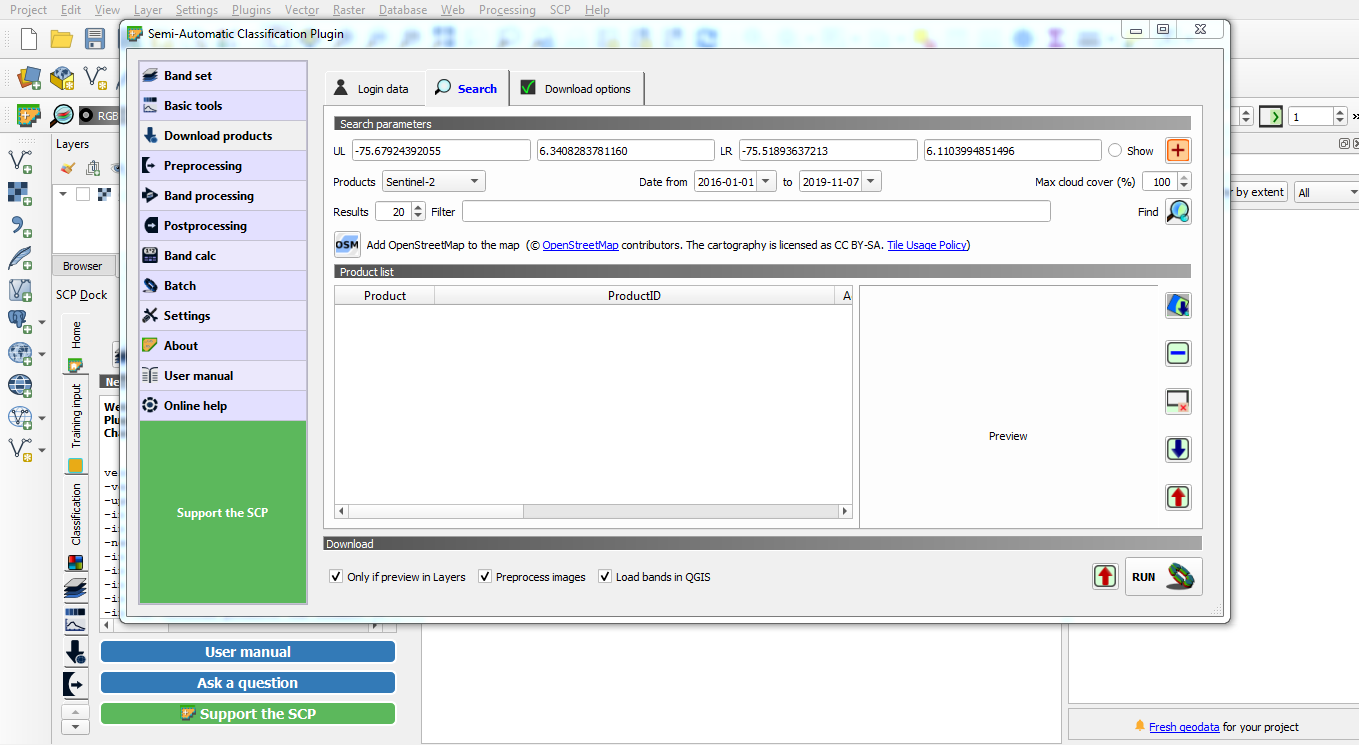 Project Edit View Layer Settings Plugins Vector Raster Database Web Processing SCP Help
Semi-Automatic Classification Plugin
RGB
1
Layers
Browser
SCP Dock
Home
Training input
Classification
Ne
We
Plu
Cha
ve
-v
-u
-i
-i
-n
-i
-i
-i
-i
-i
User manual
Ask a question
Support the SCP
Band set
Basic tools
Download products
Preprocessing
Band processing
Postprocessing
Band calc
Batch
Settings
About
User manual
Online help
Support the SCP
Login data Search Download options
Search parameters
UL -75.67924392055 6.3408283781160 LR -75.51893637213 6.1103994851496 Show
Products Sentinel-2 Date from 2016-01-01 to 2019-11-07 Max cloud cover (%) 100
Results 20 Filter Find
OSM Add OpenStreetMap to the map (© OpenStreetMap contributors. The cartography is licensed as CC BY-SA. Tile Usage Policy)
Product list
Product ProductID A
Preview
Download
Only if preview in Layers Preprocess images Load bands in QGIS
RUN
by extent All
Fresh geodata for your project